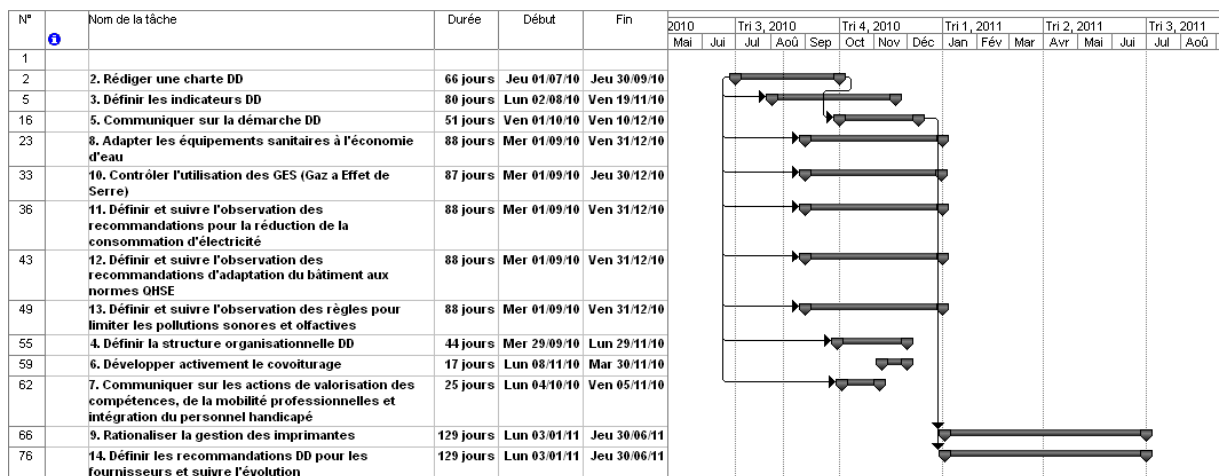 N° Nom de la tâche Durée Début Fin
2010 Tri 3, 2010 Tri 4, 2010 Tri 1, 2011 Tri 2, 2011 Tri 3, 2011
Mai Jui Jul Aoû Sep Oct Nov Déc Jan Fév Mar Avr Mai Jui Jul Aoû
1
2 2. Rédiger une charte DD 66 jours Jeu 01/07/10 Jeu 30/09/10
5 3. Définir les indicateurs DD 80 jours Lun 02/08/10 Ven 19/11/10
16 5. Communiquer sur la démarche DD 51 jours Ven 01/10/10 Ven 10/12/10
23 8. Adapter les équipements sanitaires à l'économie 88 jours Mer 01/09/10 Ven 31/12/10
d'eau
33 10. Contrôler l'utilisation des GES (Gaz a Effet de 87 jours Mer 01/09/10 Jeu 30/12/10
Serre)
36 11. Définir et suivre l'observation des 88 jours Mer 01/09/10 Ven 31/12/10
recommandations pour la réduction de la
consommation d'électricité
43 12. Définir et suivre l'observation des 88 jours Mer 01/09/10 Ven 31/12/10
recommandations d'adaptation du bâtiment aux
normes QHSE
49 13. Définir et suivre l'observation des règles pour 88 jours Mer 01/09/10 Ven 31/12/10
limiter les pollutions sonores et olfactives
55 4. Définir la structure organisationnelle DD 44 jours Mer 29/09/10 Lun 29/11/10
59 6. Développer activement le covoiturage 17 jours Lun 08/11/10 Mar 30/11/10
62 7. Communiquer sur les actions de valorisation des 25 jours Lun 04/10/10 Ven 05/11/10
compétences, de la mobilité professionnelles et
intégration du personnel handicapé
66 9. Rationaliser la gestion des imprimantes 129 jours Lun 03/01/11 Jeu 30/06/11
76 14. Définir les recommandations DD pour les 129 jours Lun 03/01/11 Jeu 30/06/11
fournisseurs et suivre l'évolution